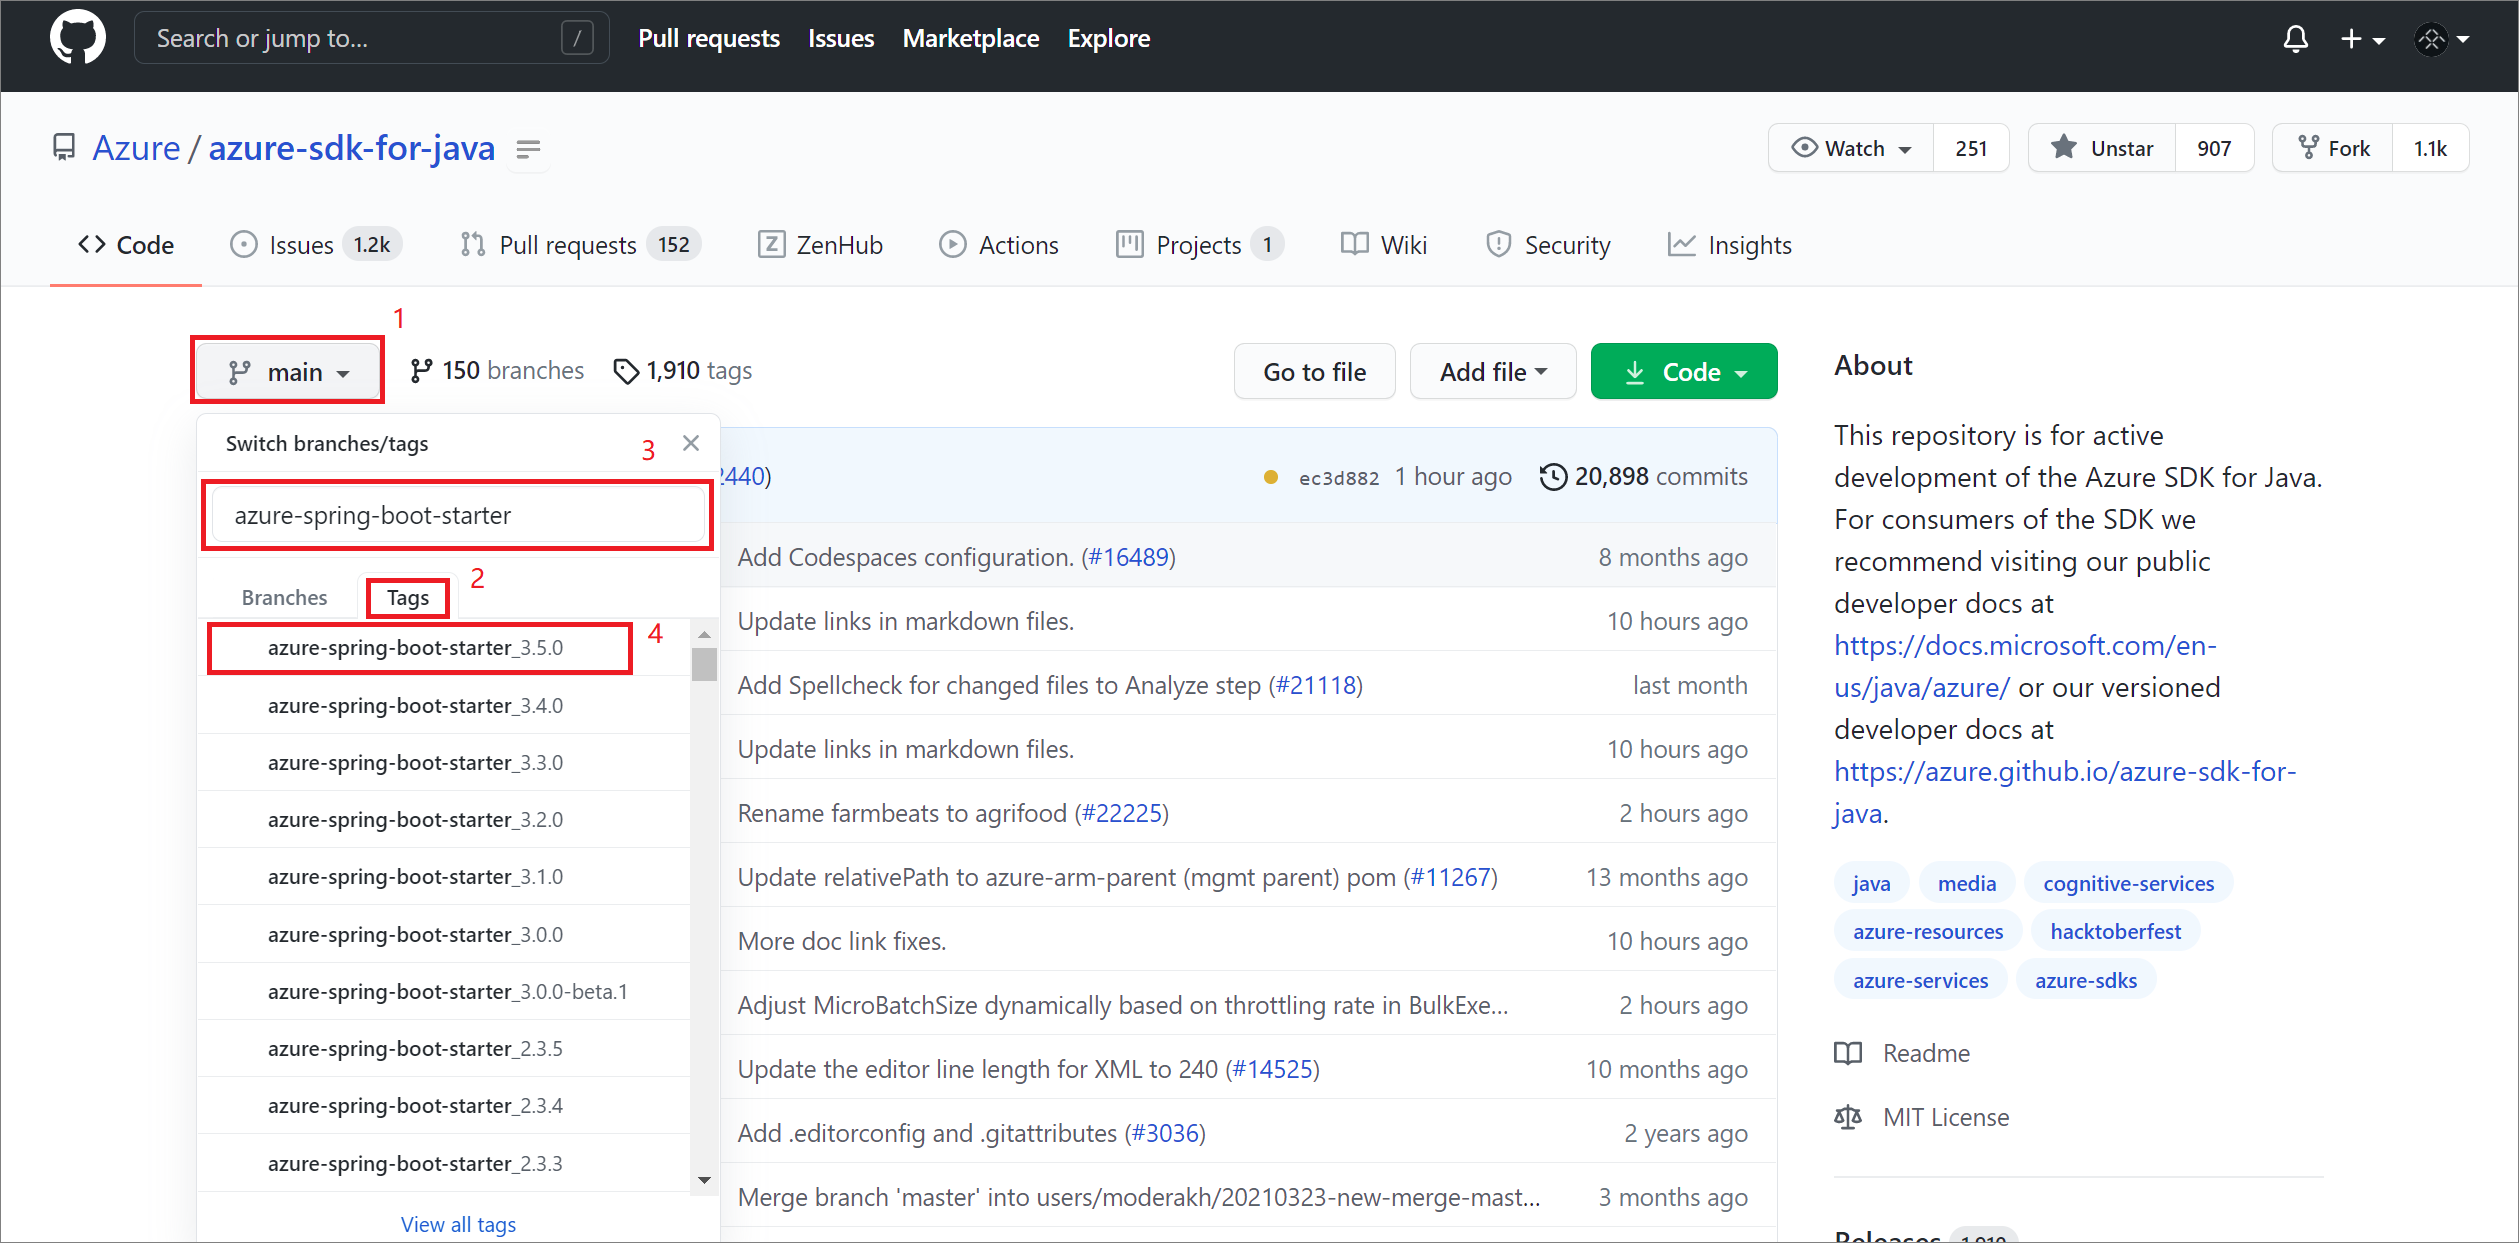 Search or jump to...
/
Pull requests
Issues
Marketplace
Explore
Azure / azure-sdk-for-java
Watch 251
Unstar 907
Fork 1.1k
Code
Issues 1.2k
Pull requests 152
ZenHub
Actions
Projects 1
Wiki
Security
Insights
1
main
150 branches
1,910 tags
Go to file
Add file
Code
Switch branches/tags
3
azure-spring-boot-starter
Branches
Tags
2
azure-spring-boot-starter_3.5.0
4
azure-spring-boot-starter_3.4.0
azure-spring-boot-starter_3.3.0
azure-spring-boot-starter_3.2.0
azure-spring-boot-starter_3.1.0
azure-spring-boot-starter_3.0.0
azure-spring-boot-starter_3.0.0-beta.1
azure-spring-boot-starter_2.3.5
azure-spring-boot-starter_2.3.4
azure-spring-boot-starter_2.3.3
View all tags
2440)
ec3d882 1 hour ago
20,898 commits
Add Codespaces configuration. (#16489) 8 months ago
Update links in markdown files. 10 hours ago
Add Spellcheck for changed files to Analyze step (#21118) last month
Update links in markdown files. 10 hours ago
Rename farmbeats to agrifood (#22225) 2 hours ago
Update relativePath to azure-arm-parent (mgmt parent) pom (#11267) 13 months ago
More doc link fixes. 10 hours ago
Adjust MicroBatchSize dynamically based on throttling rate in BulkExe... 2 hours ago
Update the editor line length for XML to 240 (#14525) 10 months ago
Add .editorconfig and .gitattributes (#3036) 2 years ago
Merge branch 'master' into users/moderakh/20210323-new-merge-mast... 3 months ago
About
This repository is for active
development of the Azure SDK for Java.
For consumers of the SDK we
recommend visiting our public
developer docs at
https://docs.microsoft.com/en-
us/java/azure/ or our versioned
developer docs at
https://azure.github.io/azure-sdk-for-
java.
java
media
cognitive-services
azure-resources
hacktoberfest
azure-services
azure-sdks
Readme
MIT License
Releases 1,910